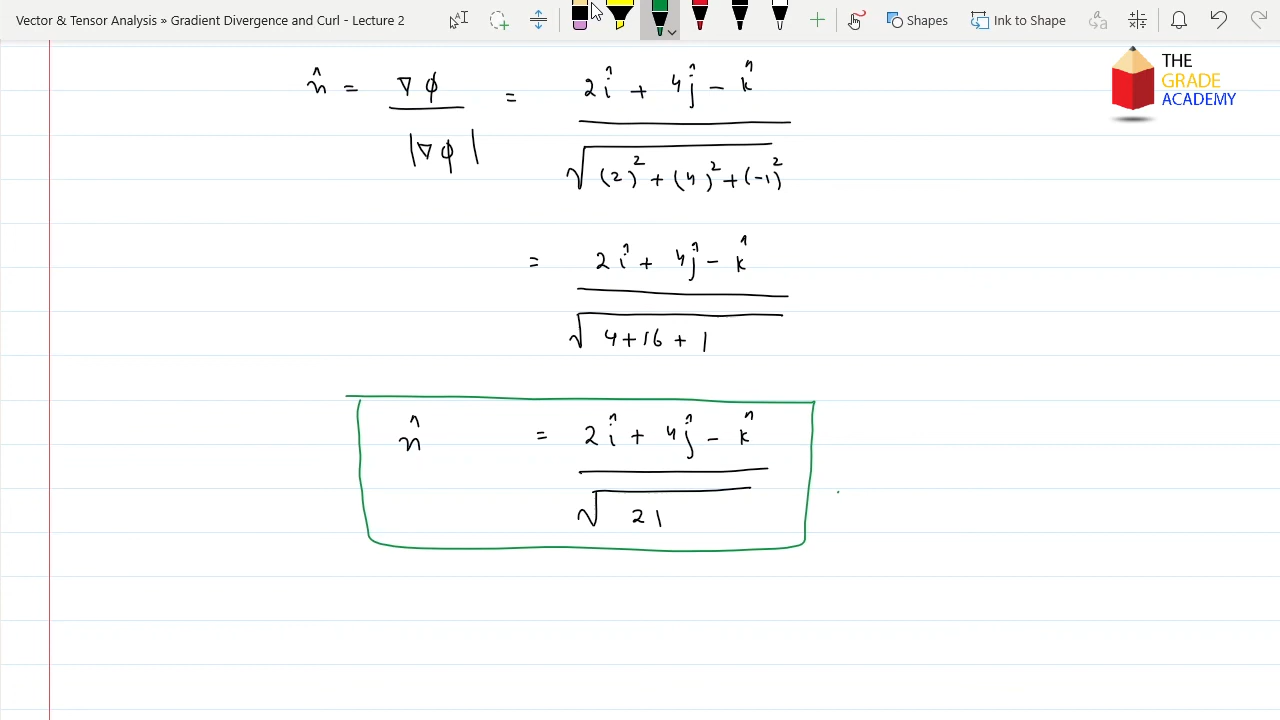 Vector & Tensor Analysis » Gradient Divergence and Curl - Lecture 2
Shapes
Ink to Shape
THE
GRADE
ACADEMY
n̂ = ∇ϕ / |∇ϕ| = 2î + 4ĵ - k̂ / √(2)² + (4)² + (-1)²
= 2î + 4ĵ - k̂ / √4+16+1
n̂ = 2î + 4ĵ - k̂ / √21